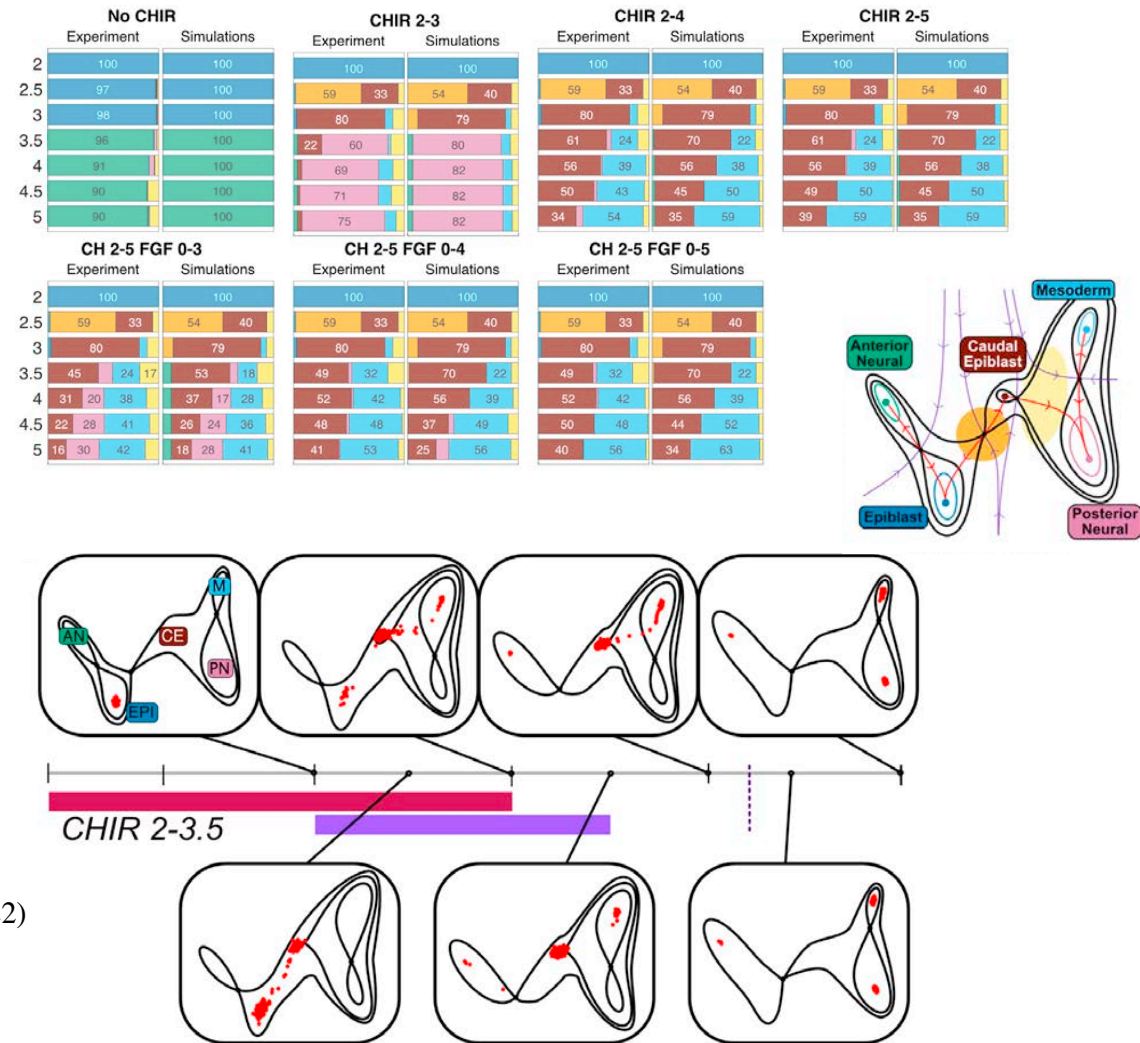 No CHIR CHIR 2-3 CHIR 2-4 CHIR 2-5
Experiment Simulations Experiment Simulations Experiment Simulations Experiment Simulations
2 100 100 100 100 100 100 100 100
2.5 97 100 59 33 54 40 59 33 54 40 59 33 54 40
3 98 100 80 79 80 79 80 79
3.5 96 100 22 60 80 61 24 70 22 61 24 70 22
4 91 100 69 82 56 39 56 38 56 39 56 38
4.5 90 100 71 82 50 43 45 50 49 50 45 50
5 90 100 75 82 34 54 35 59 39 59 35 59
CH 2-5 FGF 0-3 CH 2-5 FGF 0-4 CH 2-5 FGF 0-5
Experiment Simulations Experiment Simulations Experiment Simulations
2 100 100 100 100 100 100
2.5 59 33 54 40 59 33 54 40 59 33 54 40
3 80 79 80 79 80 79
3.5 45 24 17 53 18 49 32 70 22 49 32 70 22
4 31 20 38 37 17 28 52 42 56 39 52 42 56 39
4.5 22 28 41 26 24 36 48 48 37 49 50 48 44 52
5 16 30 42 18 28 41 41 53 25 56 40 56 34 63
Mesoderm
Anterior
Neural
Caudal
Epiblast
Epiblast
Posterior
Neural
M
AN
CE
PN
EPI
CHIR 2-3.5
2)